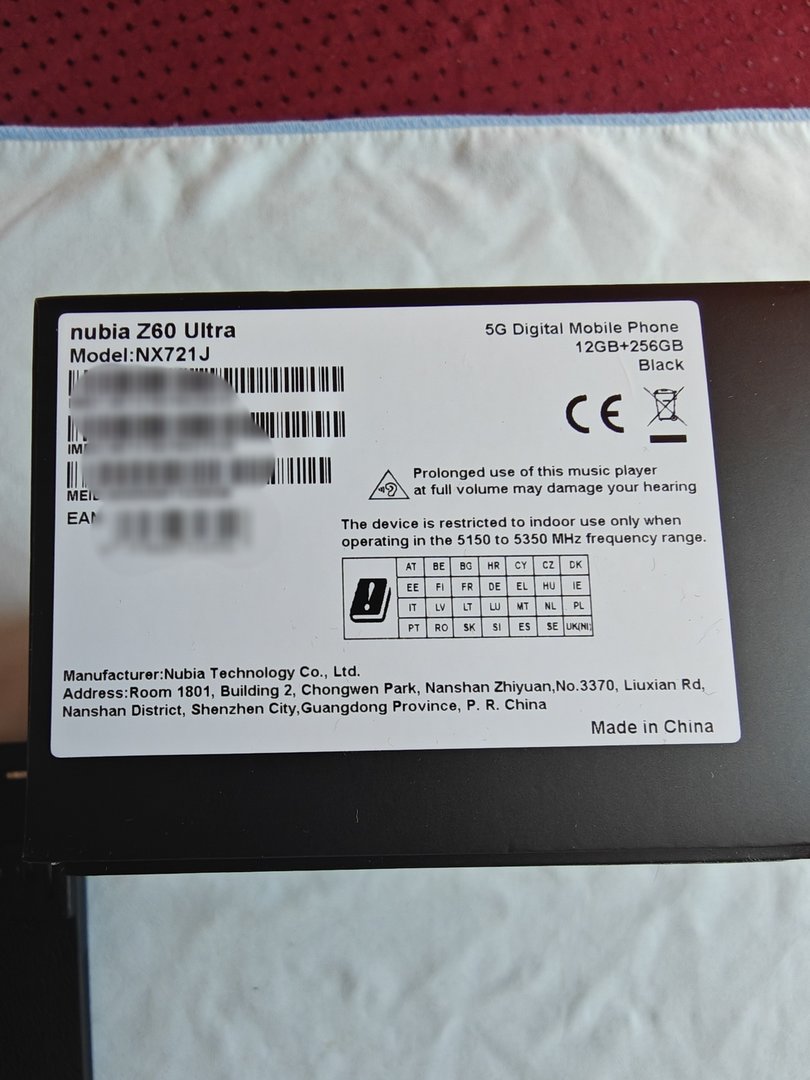 nubia Z60 Ultra
Model:NX721J
5G Digital Mobile Phone
12GB+256GB
Black
CE
Prolonged use of this music player
at full volume may damage your hearing
The device is restricted to indoor use only when
operating in the 5150 to 5350 MHz frequency range.
AT BE BG HR CY CZ DK
EE FI FR DE EL HU IE
IT LV LT LU MT NL PL
PT RO SK SI ES SE UK(NI)
Manufacturer:Nubia Technology Co., Ltd.
Address:Room 1801, Building 2, Chongwen Park, Nanshan Zhiyuan,No.3370, Liuxian Rd,
Nanshan District, Shenzhen City,Guangdong Province, P. R. China
Made in China